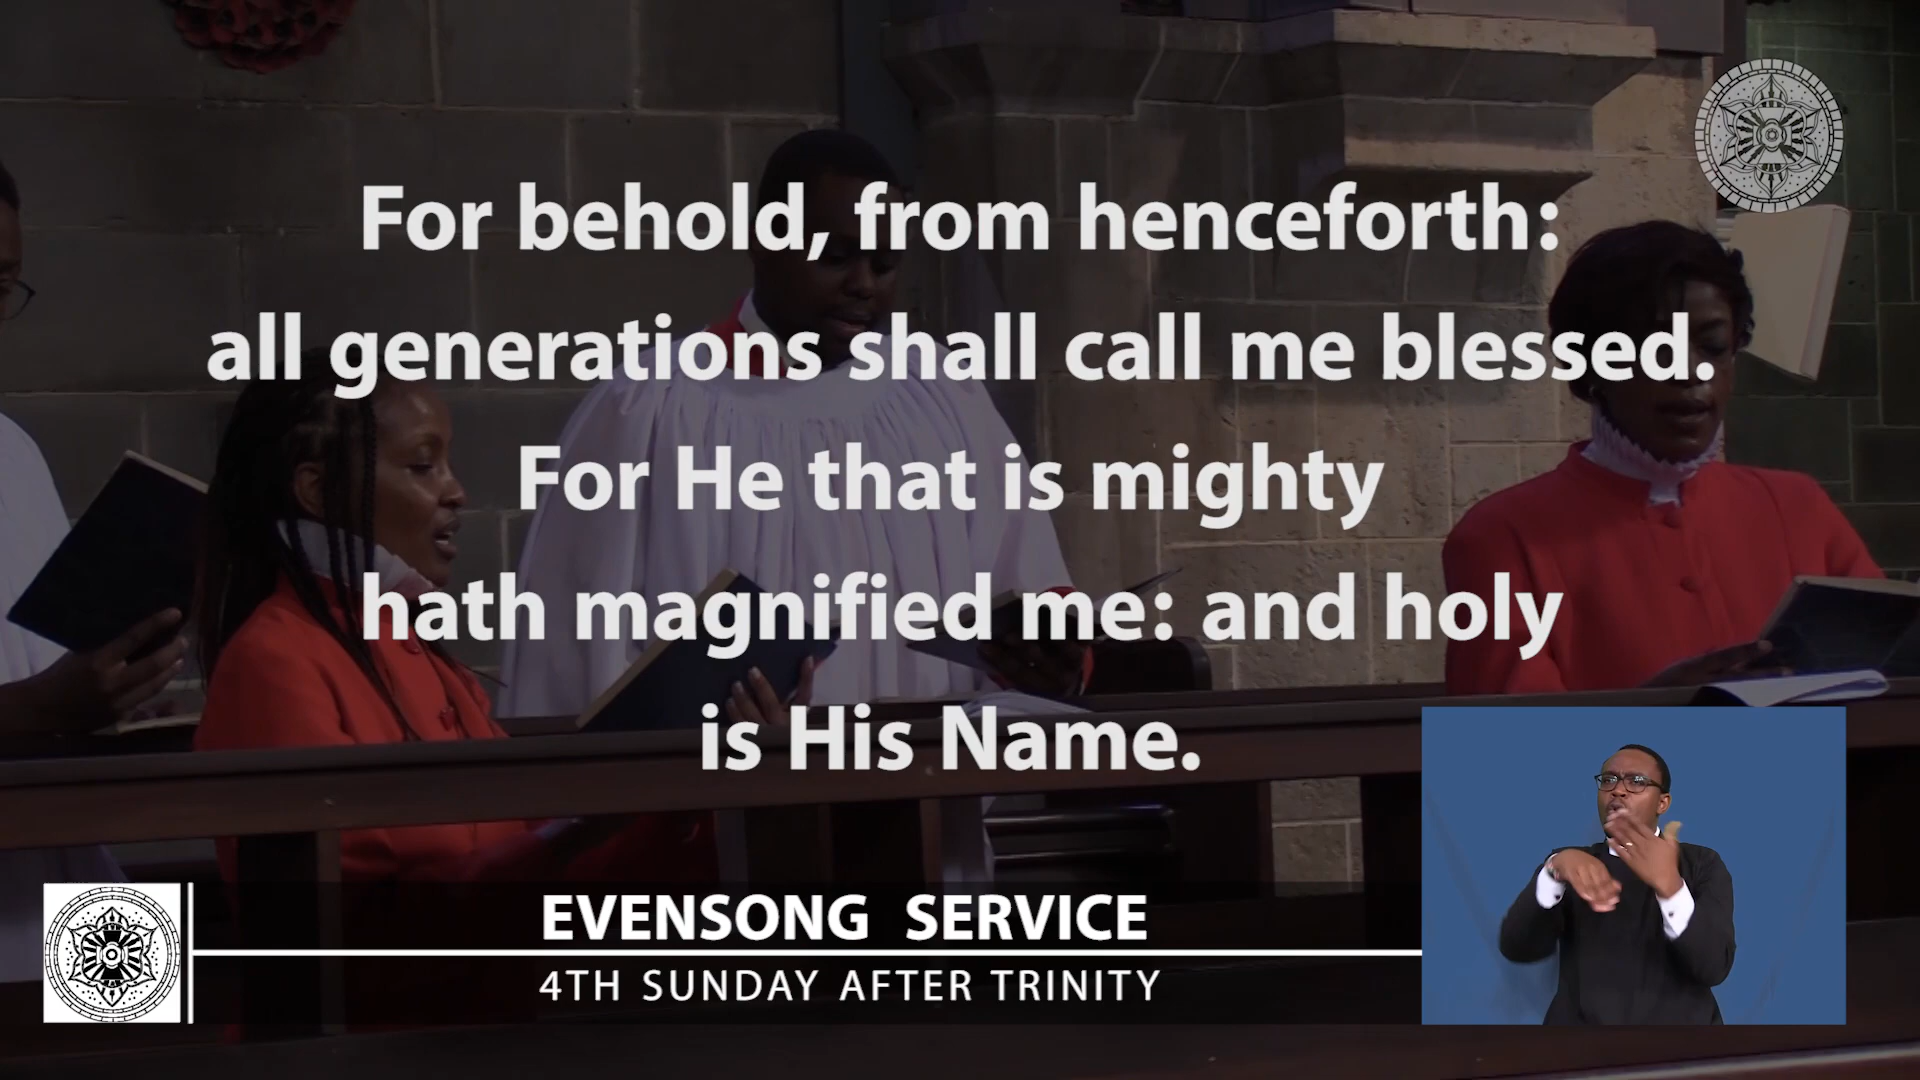 For behold, from henceforth:
all generations shall call me blessed.
For He that is mighty
hath magnified me: and holy
is His Name.
EVENSONG SERVICE
4TH SUNDAY AFTER TRINITY